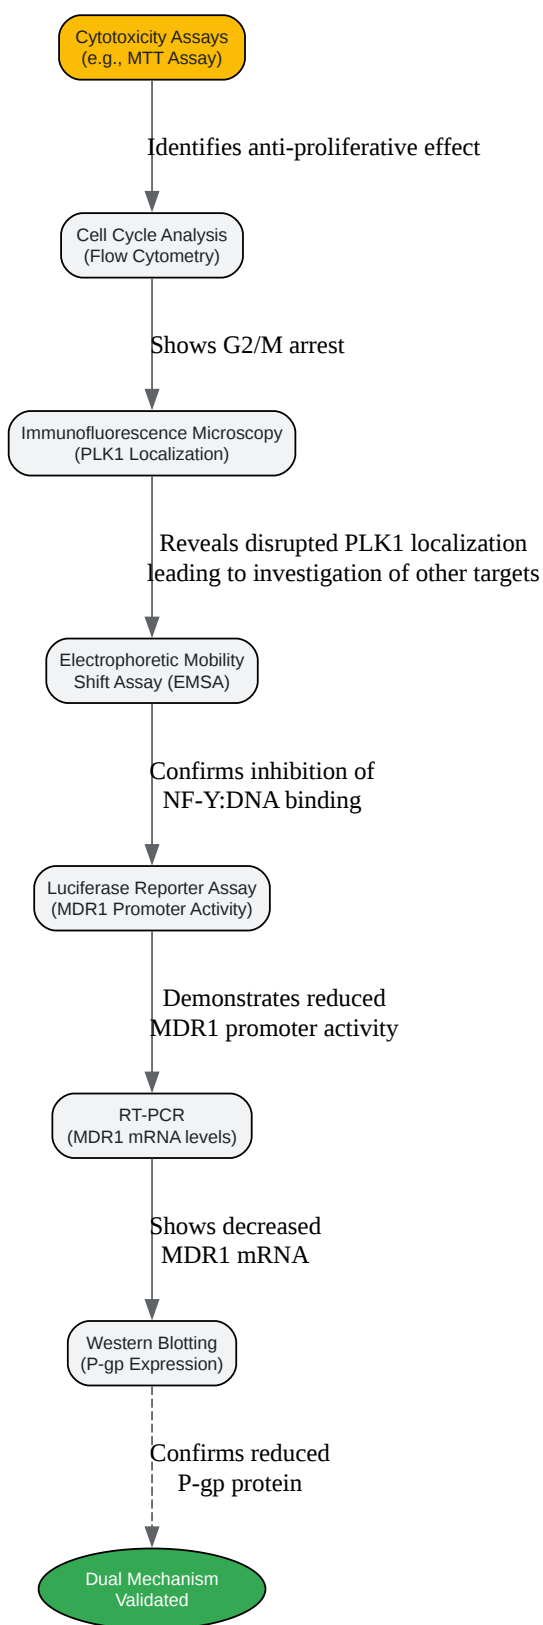 Cytotoxicity Assays
(e.g., MTT Assay)
Identifies anti-proliferative effect
Cell Cycle Analysis
(Flow Cytometry)
Shows G2/M arrest
Immunofluorescence Microscopy
(PLK1 Localization)
Reveals disrupted PLK1 localization
leading to investigation of other targets
Electrophoretic Mobility
Shift Assay (EMSA)
Confirms inhibition of
NF-Y:DNA binding
Luciferase Reporter Assay
(MDR1 Promoter Activity)
Demonstrates reduced
MDR1 promoter activity
RT-PCR
(MDR1 mRNA levels)
Shows decreased
MDR1 mRNA
Western Blotting
(P-gp Expression)
Confirms reduced
P-gp protein
Dual Mechanism
Validated